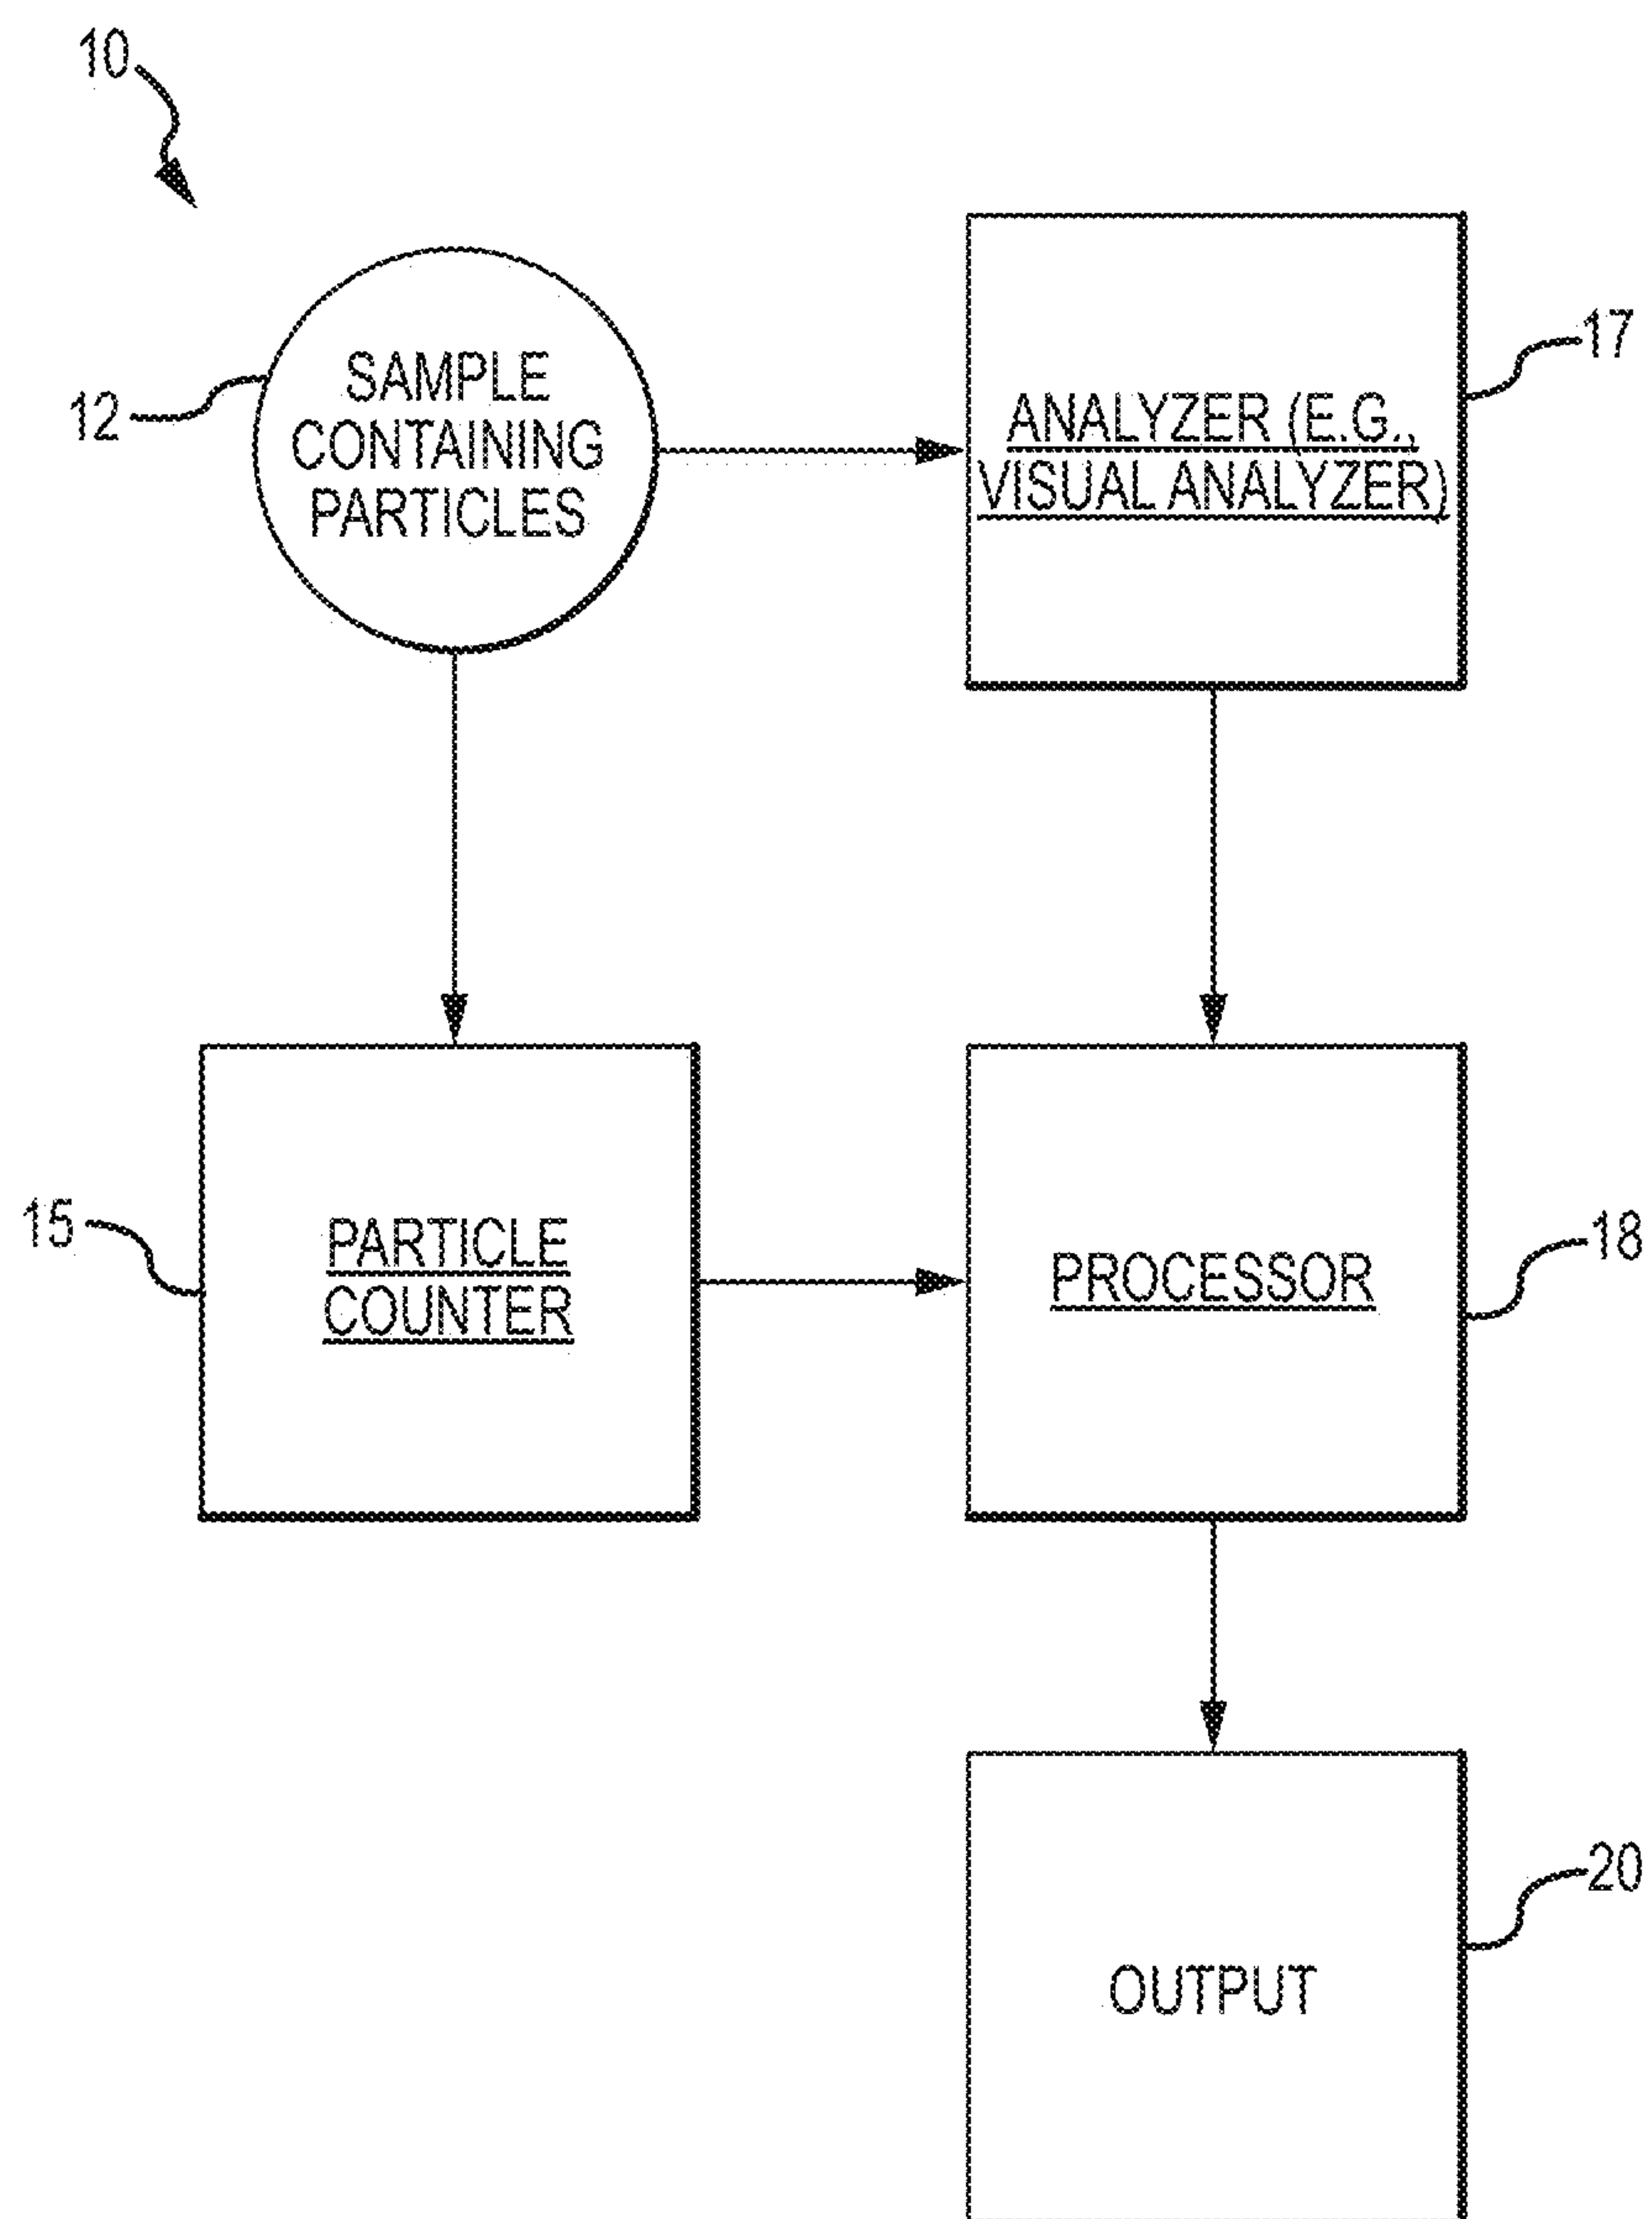 10
12
SAMPLE
CONTAINING
PARTICLES
17
ANALYZER (E.G.,
VISUAL ANALYZER)
15
PARTICLE
COUNTER
18
PROCESSOR
20
OUTPUT